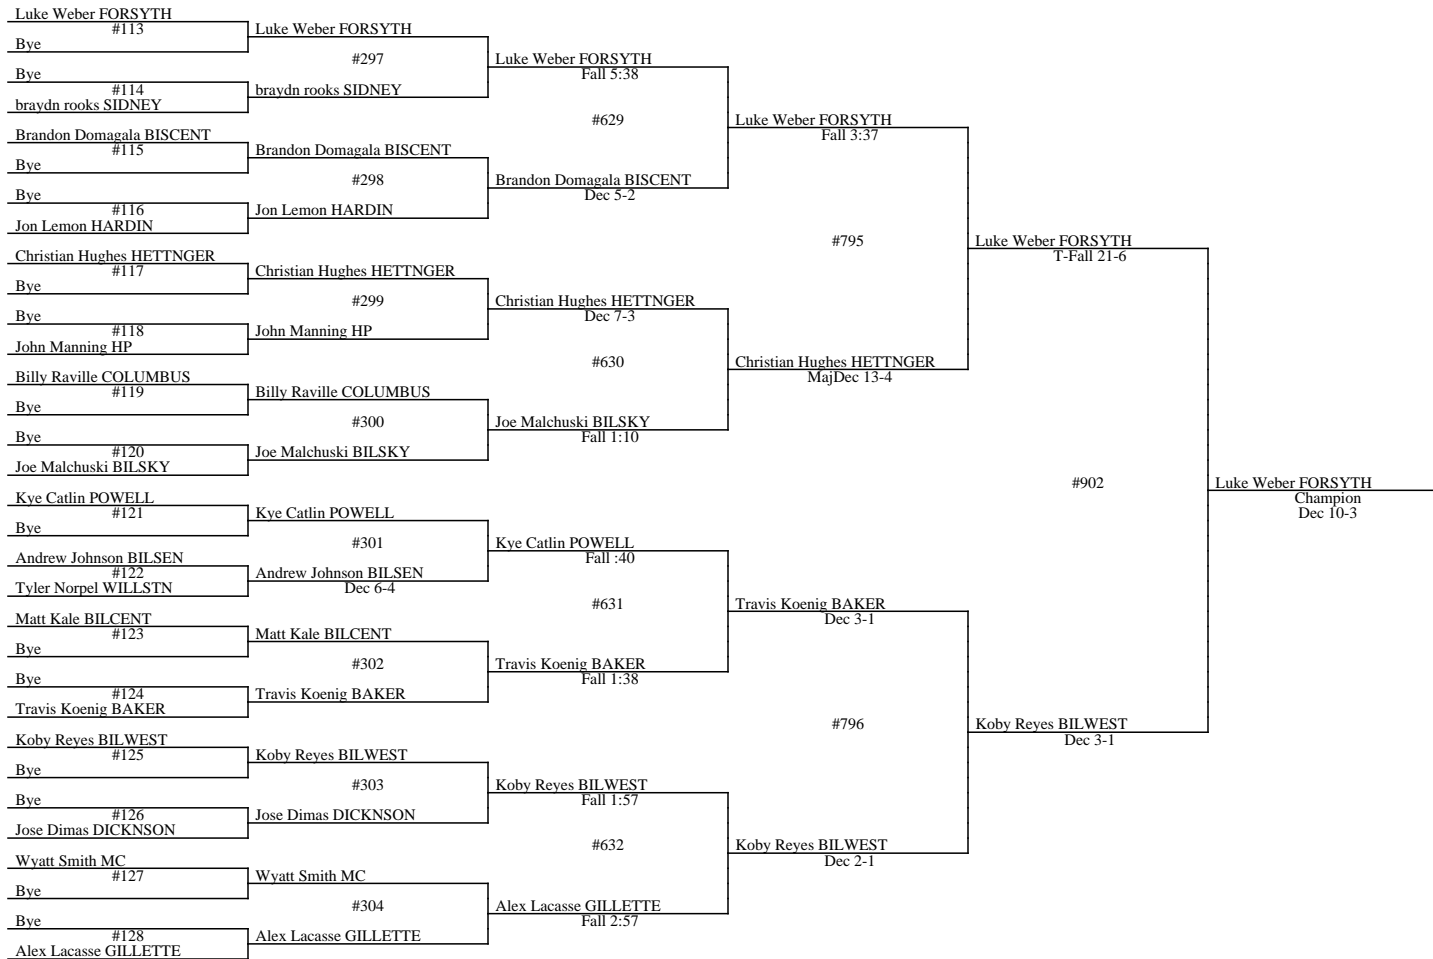 Luke Weber FORSYTH
#113
Bye
Bye
#114
braydn rooks SIDNEY
Brandon Domagala BISCENT
#115
Bye
Bye
#116
Jon Lemon HARDIN
Christian Hughes HETTNGER
#117
Bye
Bye
#118
John Manning HP
Billy Raville COLUMBUS
#119
Bye
Bye
#120
Joe Malchuski BILSKY
Kye Catlin POWELL
#121
Bye
Andrew Johnson BILSEN
#122
Tyler Norpel WILLSTN
Matt Kale BILCENT
#123
Bye
Bye
#124
Travis Koenig BAKER
Koby Reyes BILWEST
#125
Bye
Bye
#126
Jose Dimas DICKNSON
Wyatt Smith MC
#127
Bye
Bye
#128
Alex Lacasse GILLETTE
Luke Weber FORSYTH
#297
braydn rooks SIDNEY
Brandon Domagala BISCENT
#298
Jon Lemon HARDIN
Christian Hughes HETTNGER
#299
John Manning HP
Billy Raville COLUMBUS
#300
Joe Malchuski BILSKY
Kye Catlin POWELL
#301
Andrew Johnson BILSEN
Dec 6-4
Matt Kale BILCENT
#302
Travis Koenig BAKER
Koby Reyes BILWEST
#303
Jose Dimas DICKNSON
Wyatt Smith MC
#304
Alex Lacasse GILLETTE
Luke Weber FORSYTH
Fall 5:38
#629
Brandon Domagala BISCENT
Dec 5-2
Christian Hughes HETTNGER
Dec 7-3
#630
Joe Malchuski BILSKY
Fall 1:10
Kye Catlin POWELL
Fall :40
#631
Travis Koenig BAKER
Fall 1:38
Koby Reyes BILWEST
Fall 1:57
#632
Alex Lacasse GILLETTE
Fall 2:57
Luke Weber FORSYTH
Fall 3:37
#795
Christian Hughes HETTNGER
MajDec 13-4
Travis Koenig BAKER
Dec 3-1
#796
Koby Reyes BILWEST
Dec 2-1
Luke Weber FORSYTH
T-Fall 21-6
#902
Koby Reyes BILWEST
Dec 3-1
Luke Weber FORSYTH
Champion
Dec 10-3